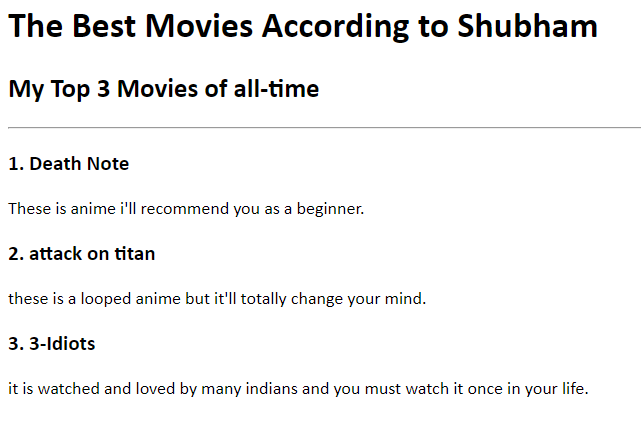 The Best Movies According to Shubham
My Top 3 Movies of all-time
1. Death Note
These is anime i'll recommend you as a beginner.
2. attack on titan
these is a looped anime but it'll totally change your mind.
3. 3-Idiots
it is watched and loved by many indians and you must watch it once in your life.